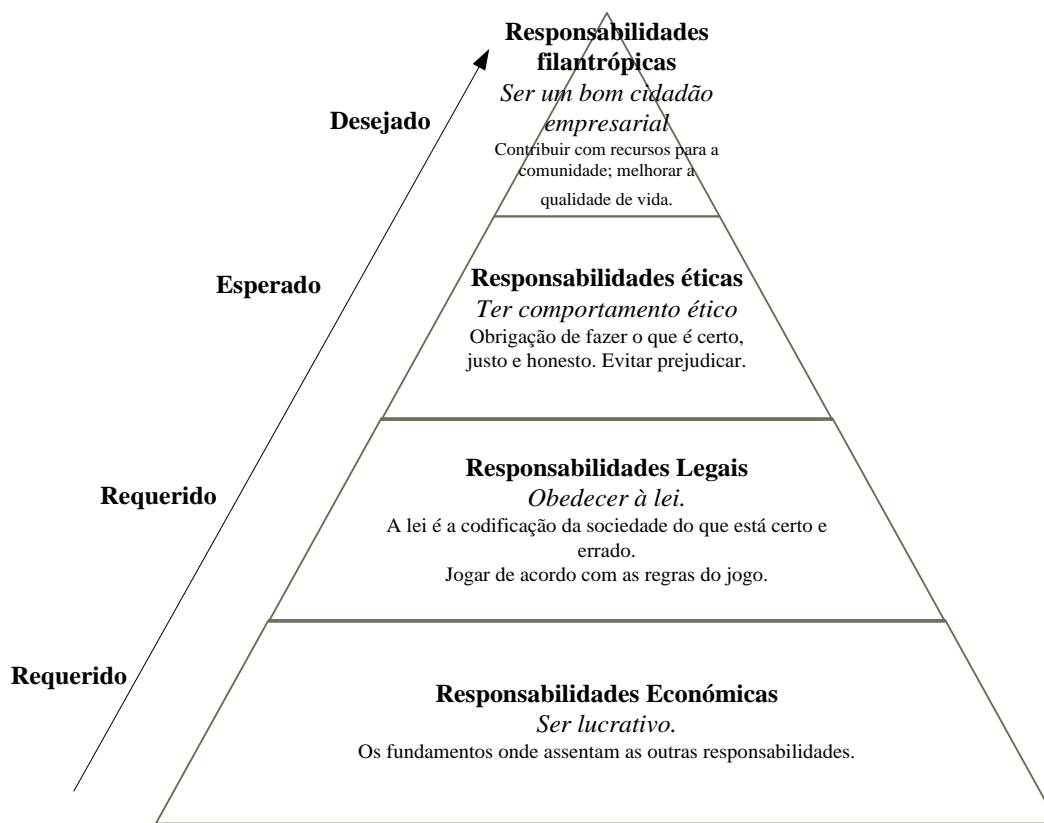 Responsabilidades
filantrópicas
Ser um bom cidadão
empresarial
Contribuir com recursos para a
comunidade; melhorar a
qualidade de vida.
Desejado
Esperado
Responsabilidades éticas
Ter comportamento ético
Obrigação de fazer o que é certo,
justo e honesto. Evitar prejudicar.
Requerido
Responsabilidades Legais
Obedecer à lei.
A lei é a codificação da sociedade do que está certo e
errado.
Jogar de acordo com as regras do jogo.
Requerido
Responsabilidades Económicas
Ser lucrativo.
Os fundamentos onde assentam as outras responsabilidades.